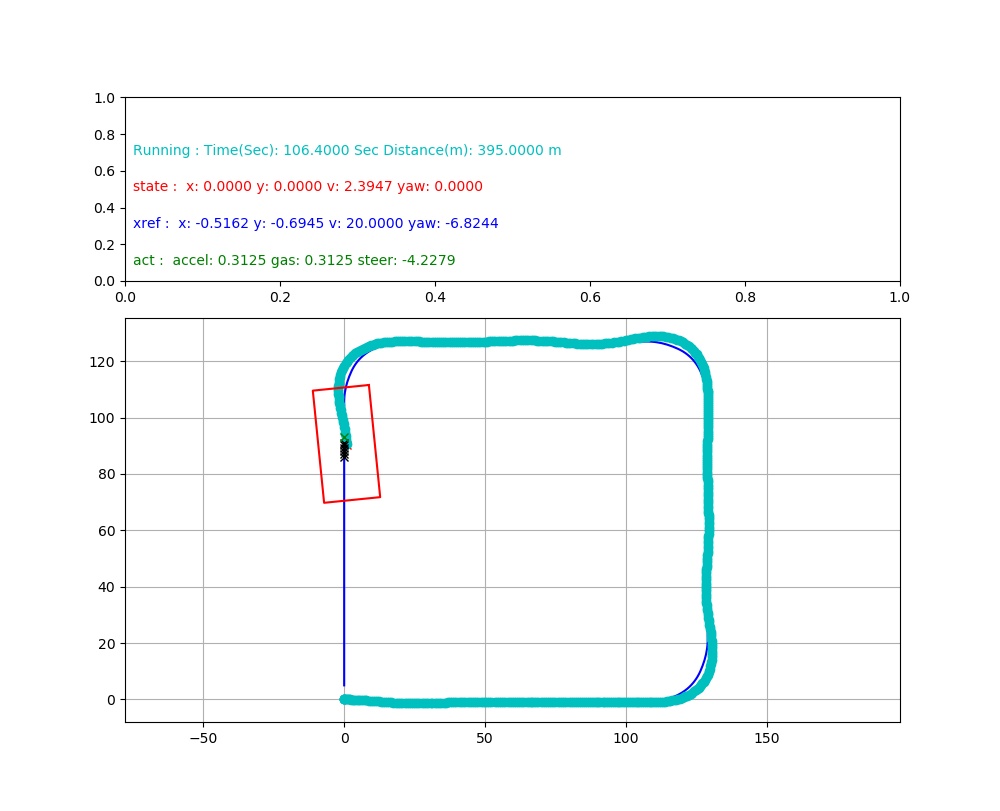 1.0
0.8
Running : Time(Sec): 106.4000 Sec Distance(m): 395.0000 m
0.6
state :  x: 0.0000 y: 0.0000 v: 2.3947 yaw: 0.0000
0.4
xref :  x: -0.5162 y: -0.6945 v: 20.0000 yaw: -6.8244
0.2
act :  accel: 0.3125 gas: 0.3125 steer: -4.2279
0.0
0.0 0.2 0.4 0.6 0.8 1.0
120
100
80
60
40
20
0
−50 0 50 100 150